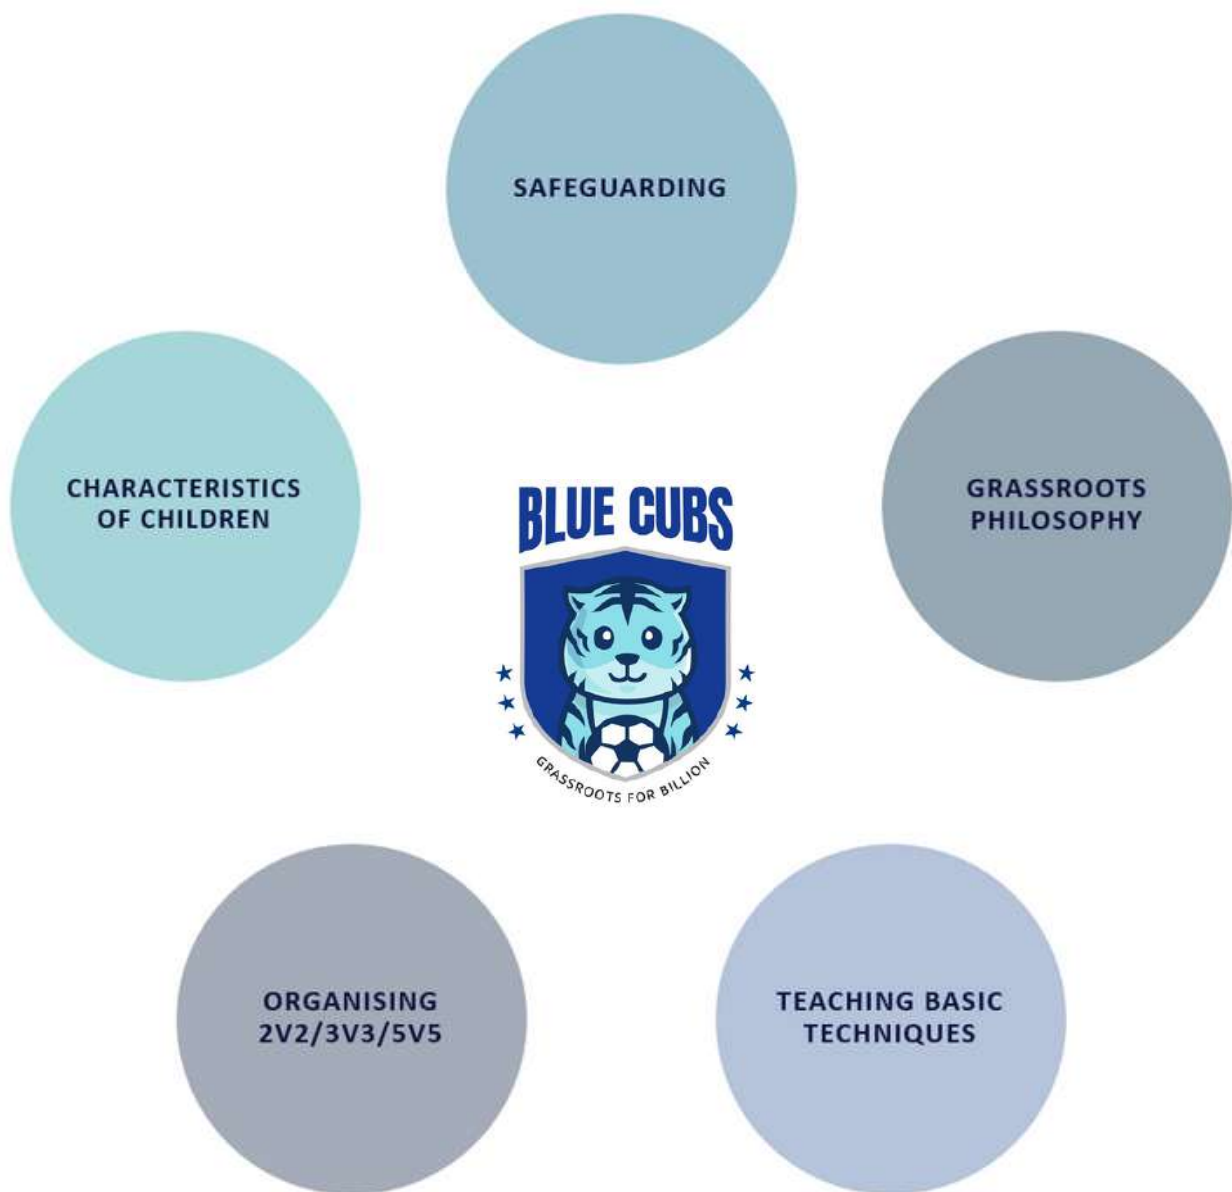 SAFEGUARDING
CHARACTERISTICS
OF CHILDREN
GRASSROOTS
PHILOSOPHY
BLUE CUBS
GRASSROOTS FOR BILLION
ORGANISING
2V2/3V3/5V5
TEACHING BASIC
TECHNIQUES